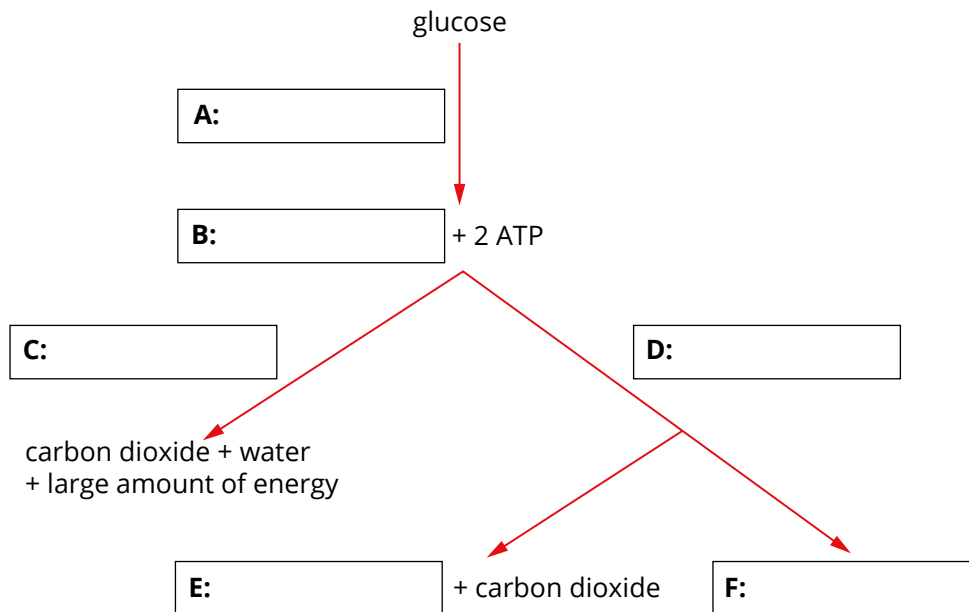 glucose
A:
B:
+ 2 ATP
C:
D:
carbon dioxide + water
+ large amount of energy
E:
+ carbon dioxide
F: